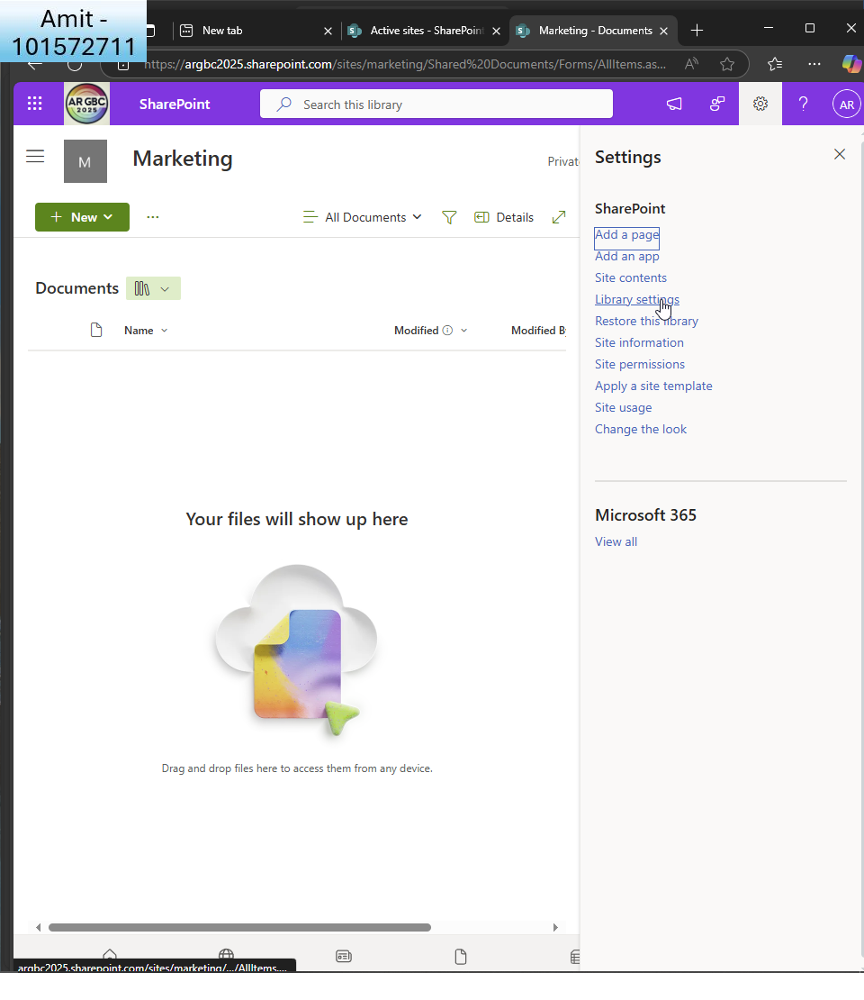 Amit -
101572711
New tab
Active sites - SharePoint
Marketing - Documents
https://argbc2025.sharepoint.com/sites/marketing/Shared%20Documents/Forms/AllItems.as...
AR GBC
2025
SharePoint
Search this library
?
AR
M
Marketing
Private
New
...
All Documents
Details
Documents
Name
Modified
Modified By
Your files will show up here
Drag and drop files here to access them from any device.
Settings
SharePoint
Add a page
Add an app
Site contents
Library settings
Restore this library
Site information
Site permissions
Apply a site template
Site usage
Change the look
Microsoft 365
View all
argbc2025.sharepoint.com/sites/marketing/.../AllItems....